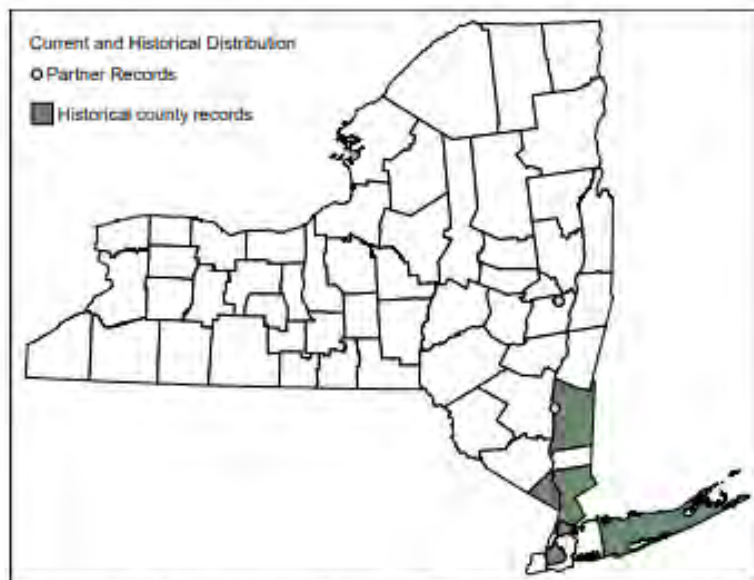 Current and Historical Distribution
Partner Records
Historical county records